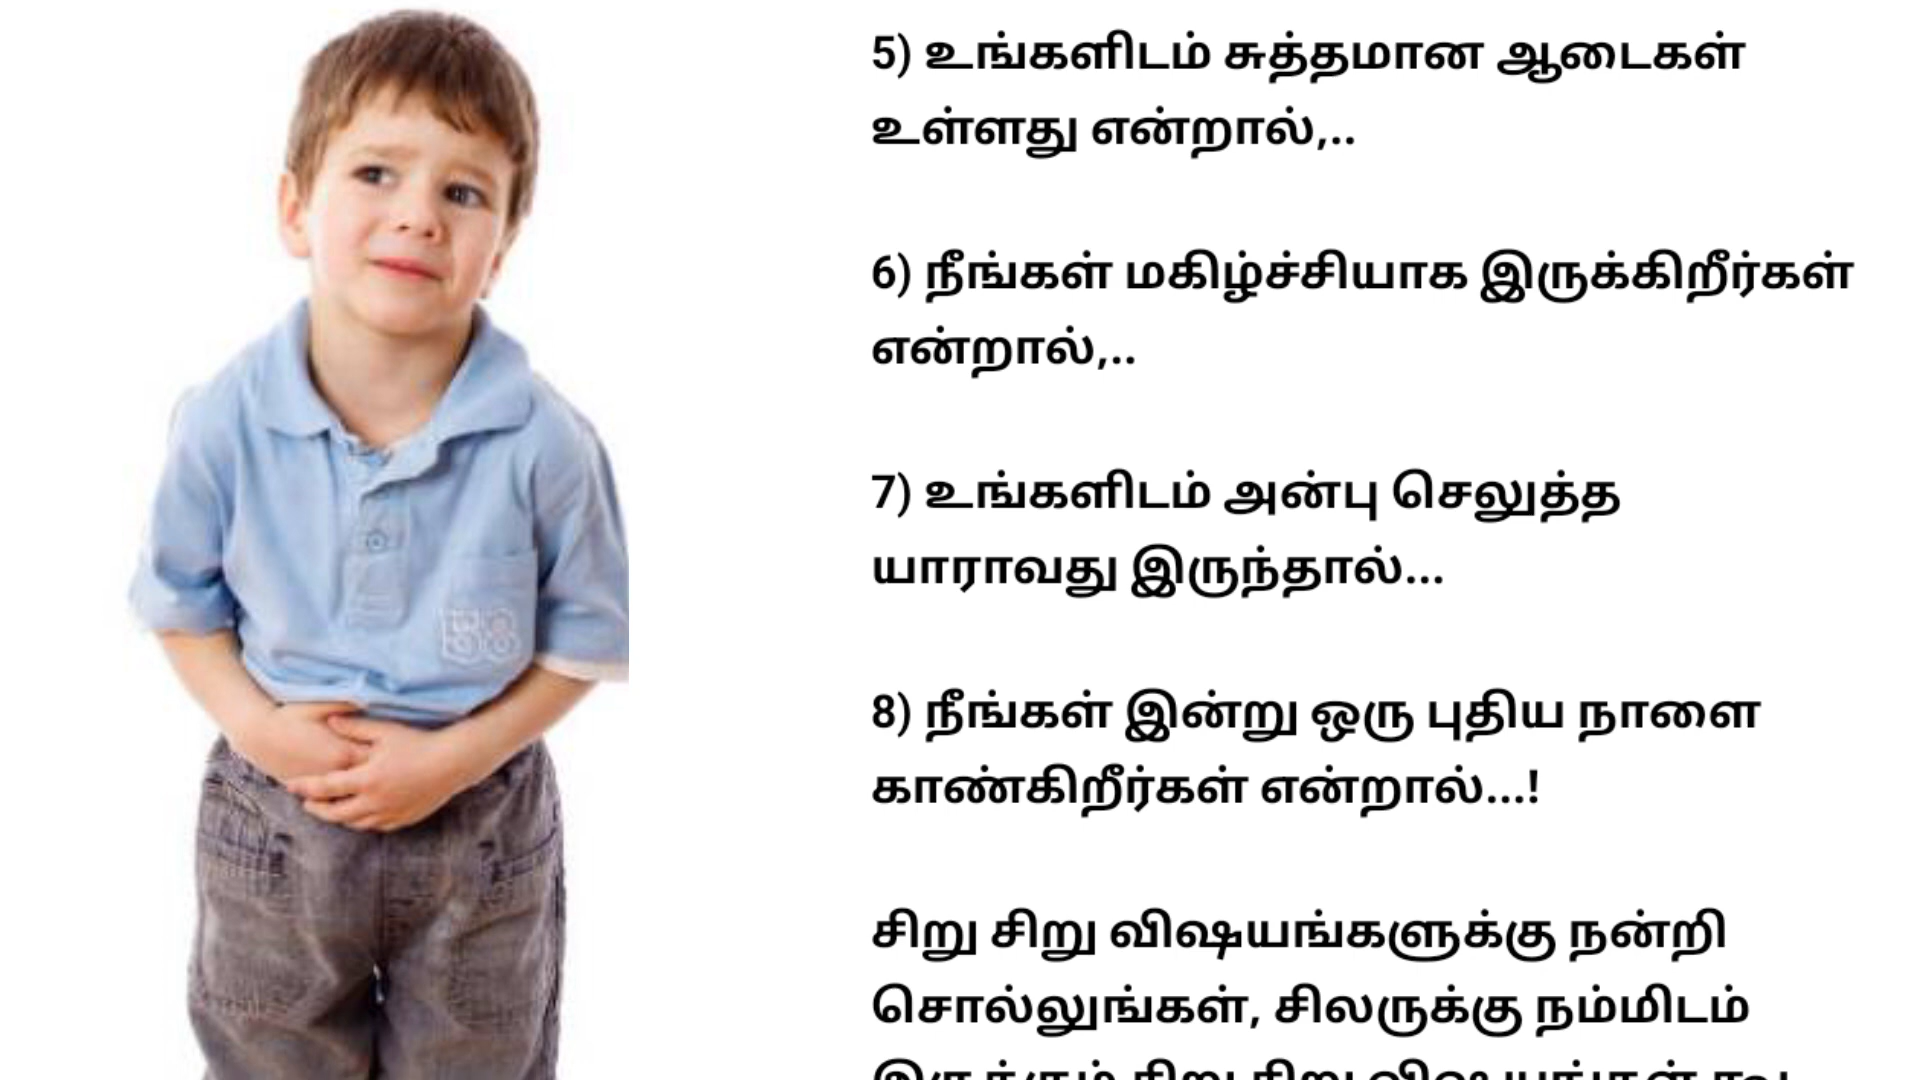 5) உங்களிடம் சுத்தமான ஆடைகள்
உள்ளது என்றால்,..
6) நீங்கள் மகிழ்ச்சியாக இருக்கிறீர்கள்
என்றால்,..
7) உங்களிடம் அன்பு செலுத்த
யாராவது இருந்தால்...
8) நீங்கள் இன்று ஒரு புதிய நாளை
காண்கிறீர்கள் என்றால்...!
சிறு சிறு விஷயங்களுக்கு நன்றி
சொல்லுங்கள், சிலருக்கு நம்மிடம்
58